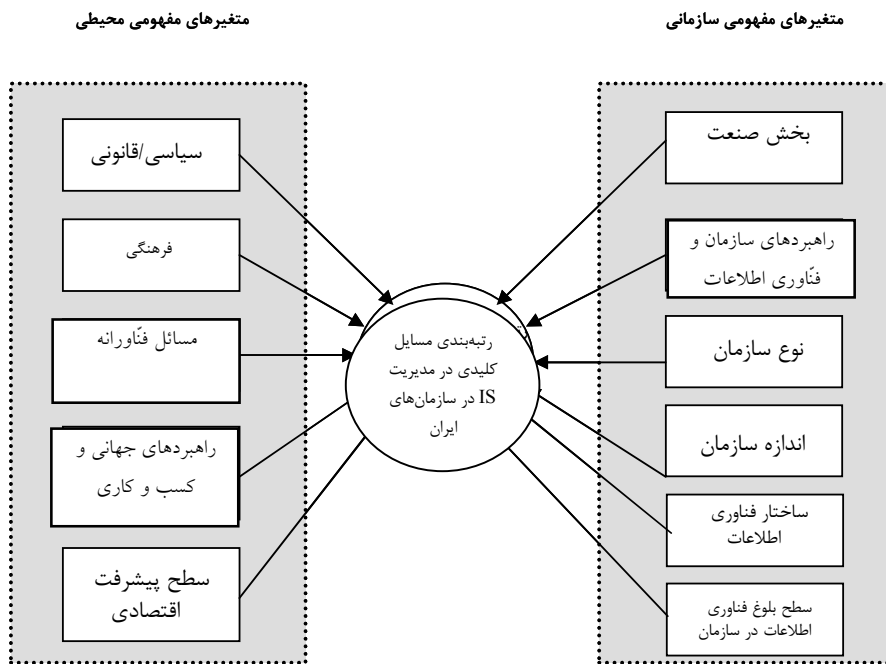 متغیرهای مفهومی سازمانی
متغیرهای مفهومی محیطی
بخش صنعت
راهبردهای سازمان و
فنّاوری اطلاعات
نوع سازمان
اندازه سازمان
ساختار فناوری
اطلاعات
سطح بلوغ فناوری
اطلاعات در سازمان
رتبه‌بندی مسایل
کلیدی در مدیریت
IS در سازمان‌های
ایران
سیاسی/قانونی
فرهنگی
مسائل فنّاورانه
راهبردهای جهانی و
کسب و کاری
سطح پیشرفت
اقتصادی